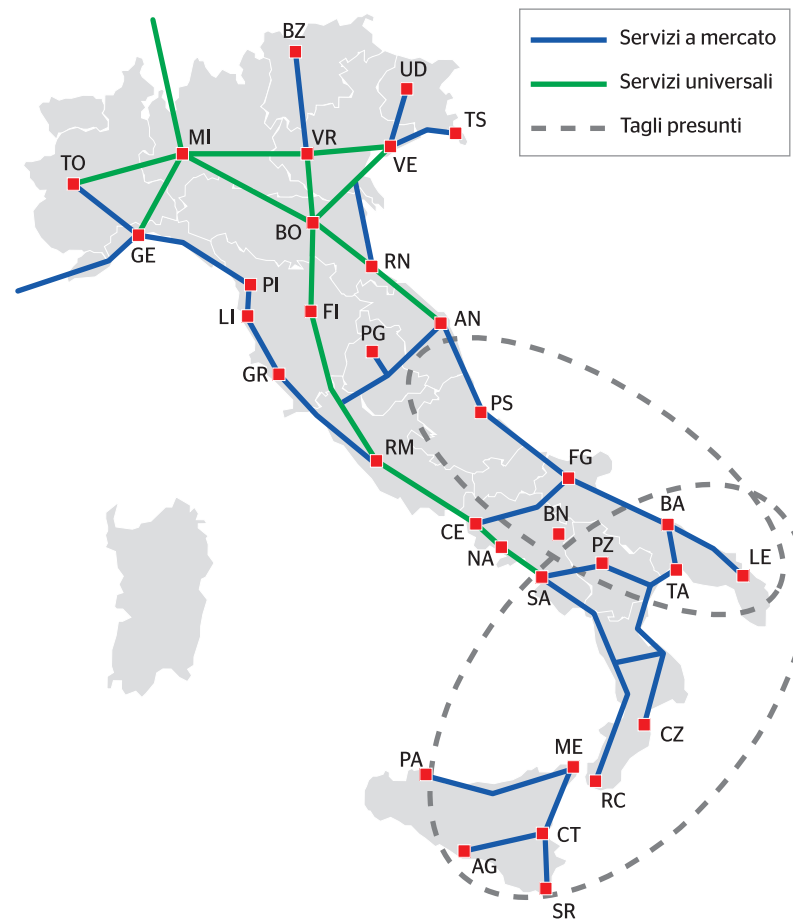 Servizi a mercato
Servizi universali
Tagli presunti
BZ
UD
TS
MI
VR
VE
TO
BO
GE
RN
PI
LI
FI
AN
PG
GR
PS
RM
FG
BA
BN
CE
LE
PZ
NA
TA
SA
CZ
ME
PA
RC
CT
AG
SR